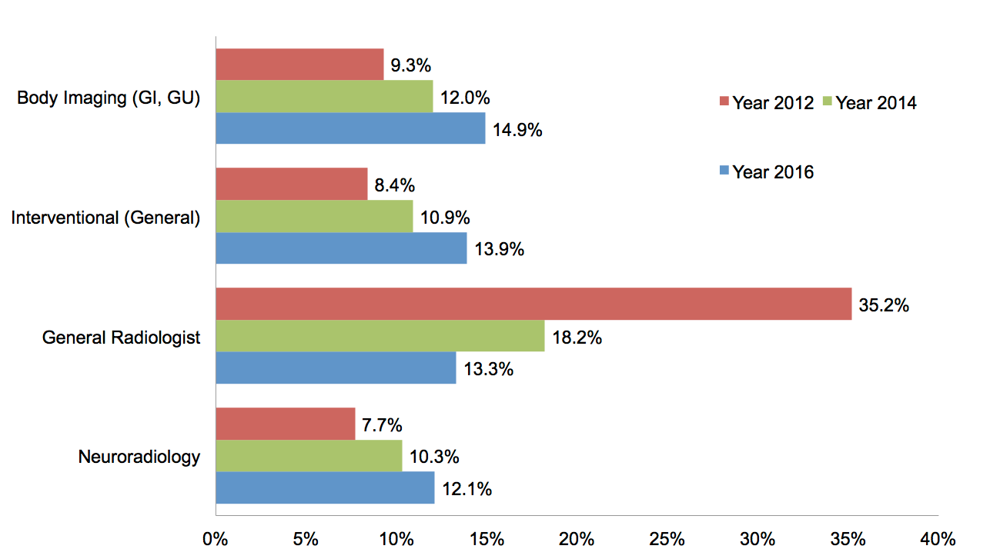 9.3%
Body Imaging (GI, GU)
12.0%
14.9%
Year 2012 Year 2014
Year 2016
8.4%
Interventional (General)
10.9%
13.9%
35.2%
General Radiologist
18.2%
13.3%
7.7%
Neuroradiology
10.3%
12.1%
0% 5% 10% 15% 20% 25% 30% 35% 40%